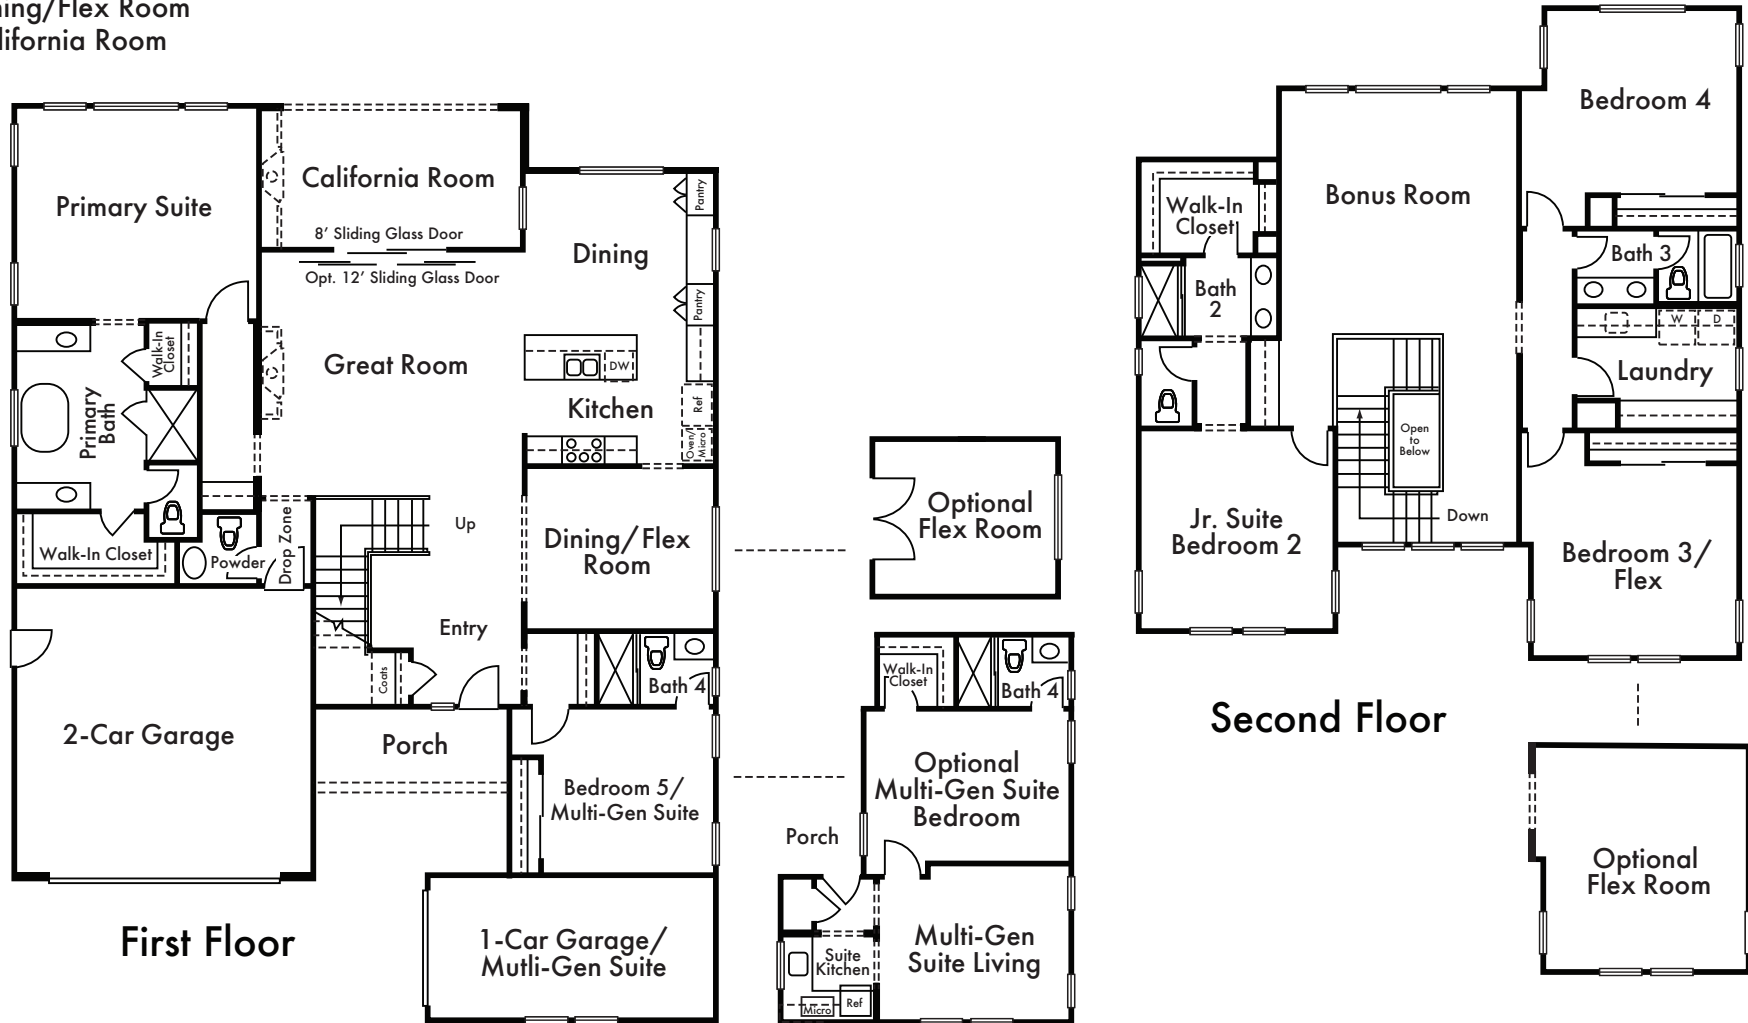 ning/Flex Room
lifornia Room
Primary Suite
California Room
8' Sliding Glass Door
Opt. 12' Sliding Glass Door
Dining
Pantry
Pantry
Great Room
Walk-In
Closet
Primary
Bath
DW
Kitchen
Ref
Oven/
Micro
Walk-In Closet
Powder
Drop Zone
Up
Dining/Flex
Room
Entry
Coats
Bath 4
2-Car Garage
Porch
Bedroom 5/
Multi-Gen Suite
1-Car Garage/
Mutli-Gen Suite
First Floor
Optional
Flex Room
Walk-In
Closet
Bath 4
Optional
Multi-Gen Suite
Bedroom
Porch
Multi-Gen
Suite Living
Suite
Kitchen
Micro
Ref
Bedroom 4
Bonus Room
Walk-In
Closet
Bath
2
Bath 3
W
D
Laundry
Open
to
Below
Down
Jr. Suite
Bedroom 2
Bedroom 3/
Flex
Second Floor
Optional
Flex Room